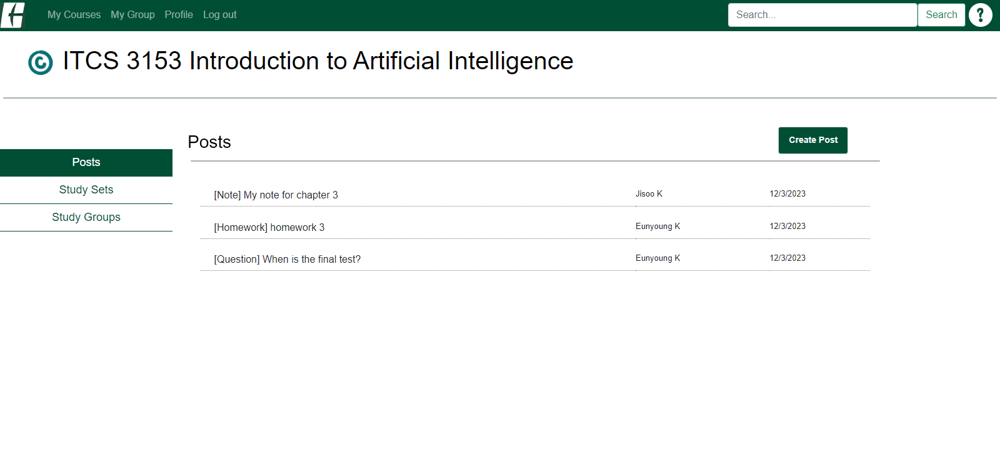 My Courses My Group Profile Log out Search... Search ?
© ITCS 3153 Introduction to Artificial Intelligence
Posts
Create Post
Posts
Study Sets
Study Groups
[Note] My note for chapter 3 Jisoo K 12/3/2023
[Homework] homework 3 Eunyoung K 12/3/2023
[Question] When is the final test? Eunyoung K 12/3/2023